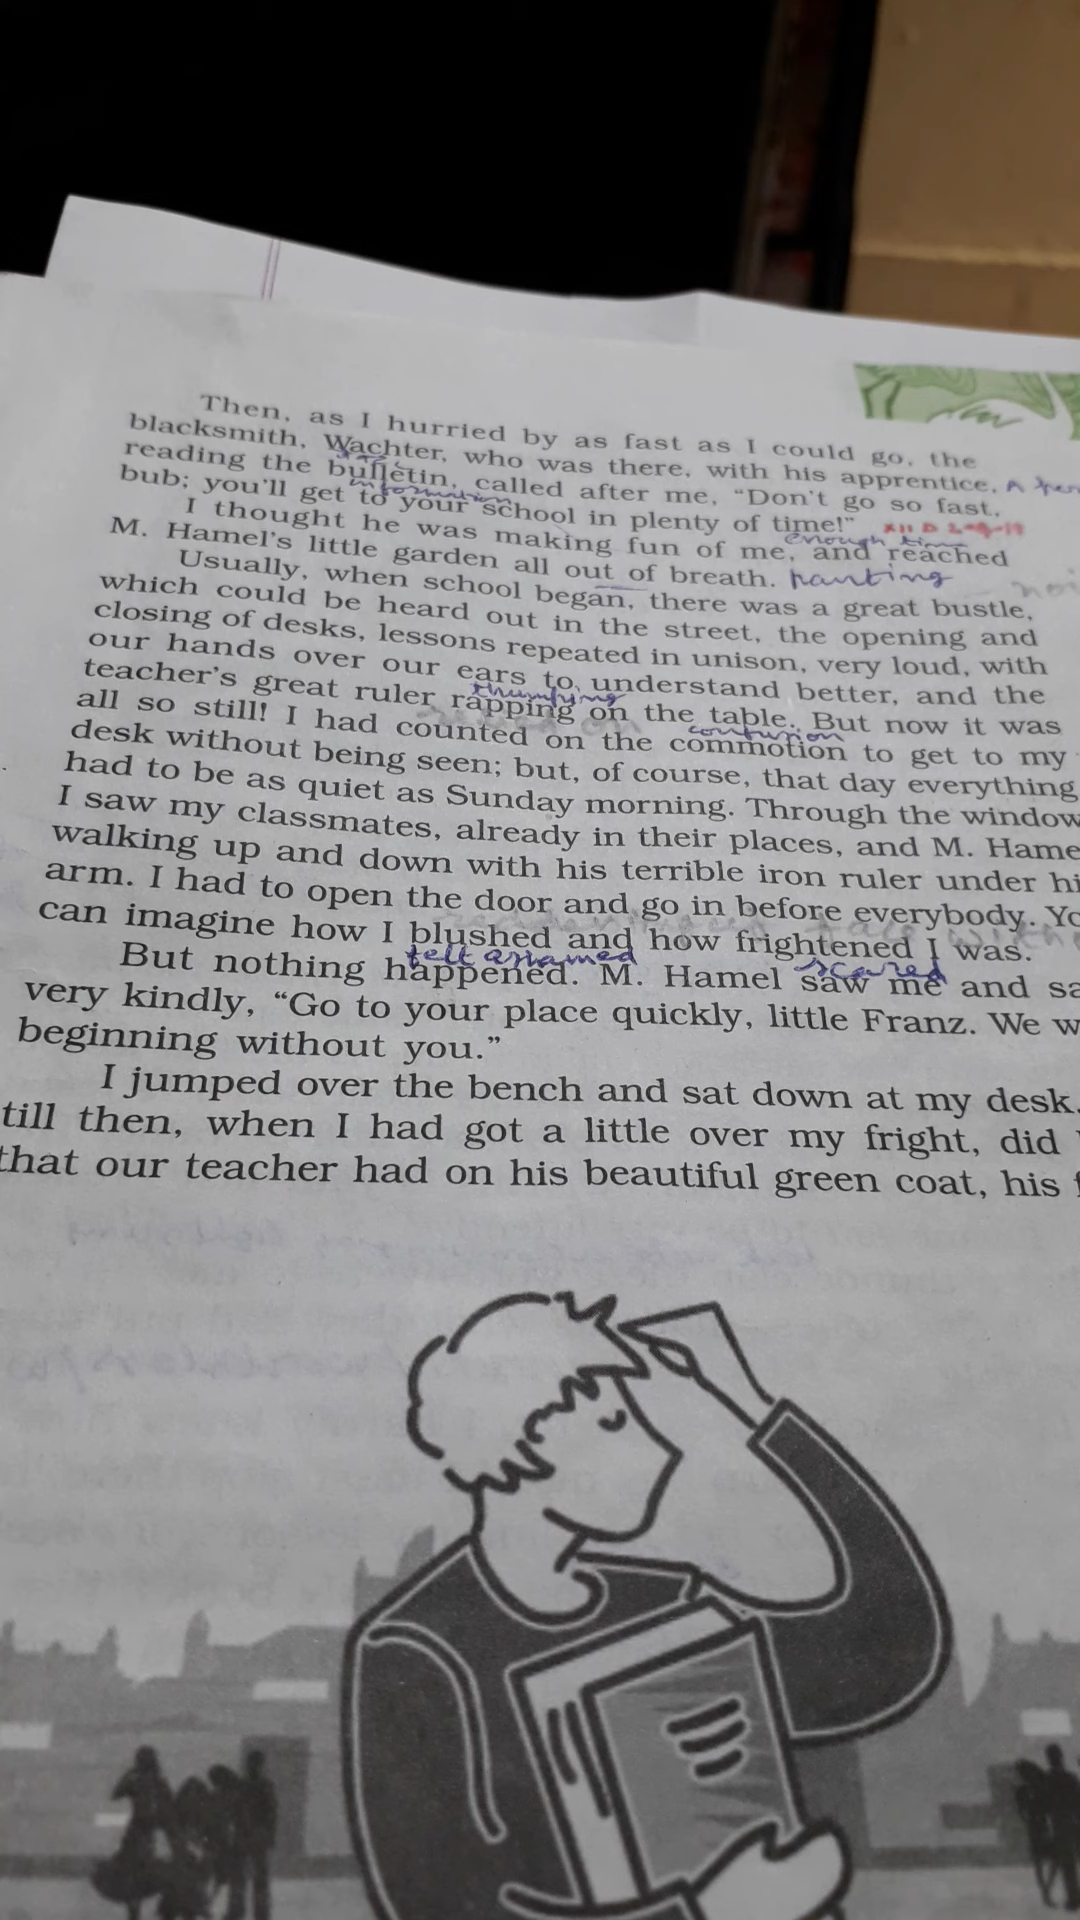 Then, as I hurried by as fast as I could go, the
blacksmith, Wachter, who was there, with his apprentice,
reading the bulletin, called after me, “Don't go so fast,
information
bub; you'll get to your school in plenty of time!”
enough time
I thought he was making fun of me, and reached
M. Hamel's little garden all out of breath. panting
Usually, when school began, there was a great bustle,
which could be heard out in the street, the opening and
closing of desks, lessons repeated in unison, very loud, with
our hands over our ears to understand better, and the
thumping
teacher's great ruler rapping on the table. But now it was
confusion
all so still! I had counted on the commotion to get to my
desk without being seen; but, of course, that day everything
had to be as quiet as Sunday morning. Through the window
I saw my classmates, already in their places, and M. Hame
walking up and down with his terrible iron ruler under hi
arm. I had to open the door and go in before everybody. Yo
can imagine how I blushed and how frightened I was.
felt ashamed scared
But nothing happened. M. Hamel saw me and sa
very kindly, “Go to your place quickly, little Franz. We w
beginning without you.”
I jumped over the bench and sat down at my desk.
till then, when I had got a little over my fright, did
that our teacher had on his beautiful green coat, his f